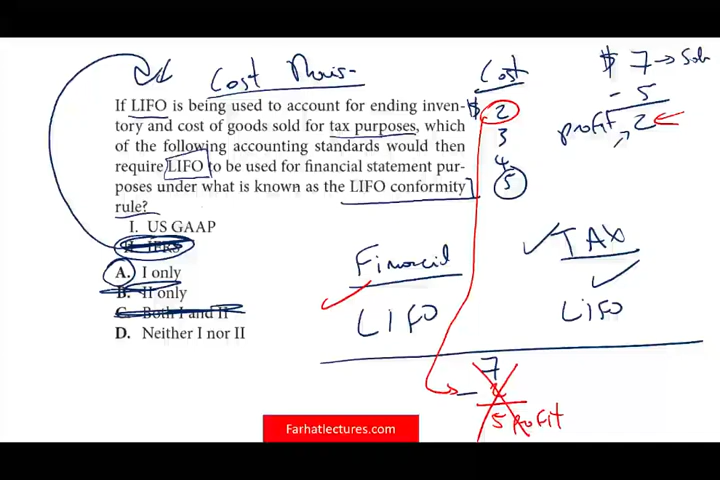 Cost
$ 7 → Sold
- 5
profit 2
If LIFO is being used to account for ending inven-
tory and cost of goods sold for tax purposes, which
of the following accounting standards would then
require LIFO to be used for financial statement pur-
poses under what is known as the LIFO conformity
rule?
I. US GAAP
II. IFRS
A. I only
B. II only
C. Both I and II
D. Neither I nor II
Cost
$ 2
3
4
5
Financial
LIFO
TAX
LiFO
7
- 2
5 Profit
Farhatlectures.com